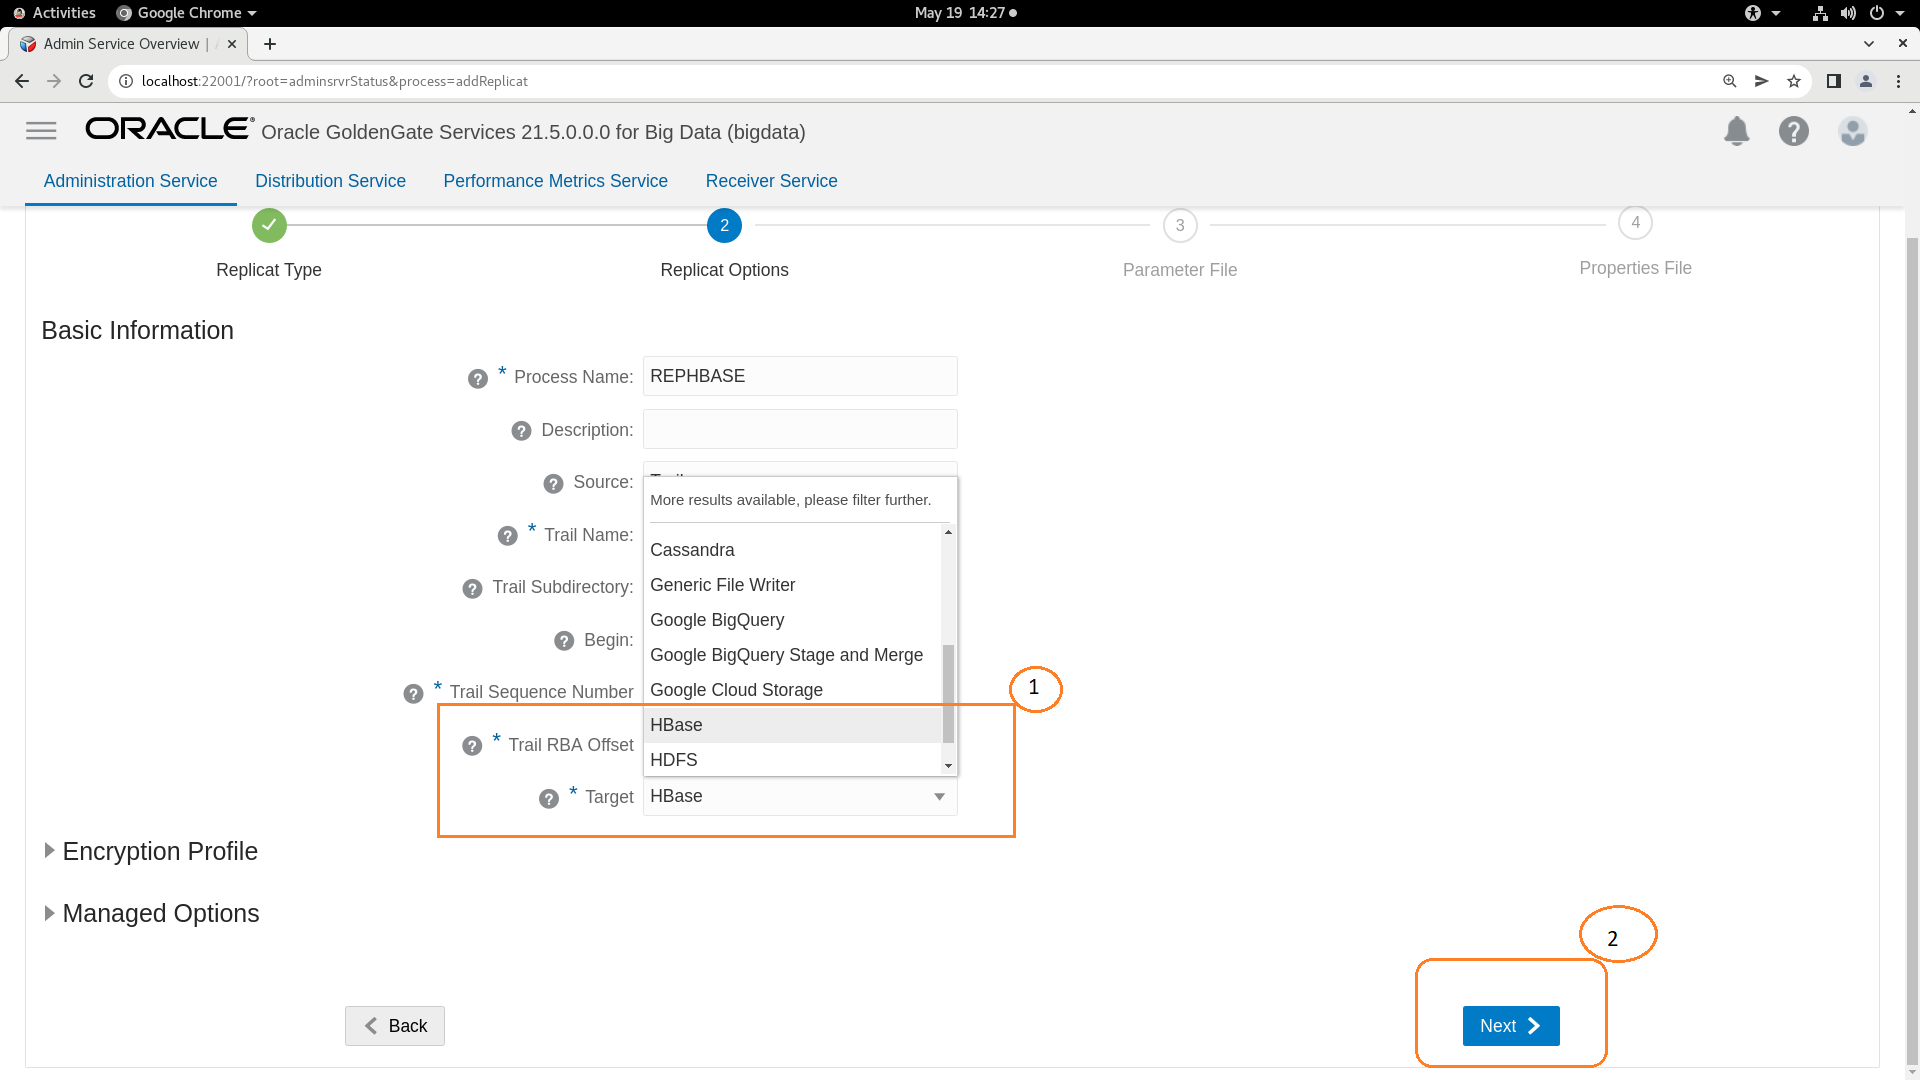 Activities Google Chrome May 19 14:27
Admin Service Overview |
localhost:22001/?root=adminsrvrStatus&process=addReplicat
ORACLE® Oracle GoldenGate Services 21.5.0.0.0 for Big Data (bigdata)
Administration Service Distribution Service Performance Metrics Service Receiver Service
2 3 4
Replicat Type Replicat Options Parameter File Properties File
Basic Information
? * Process Name: REPHBASE
? Description:
? Source:
More results available, please filter further.
? * Trail Name:
Cassandra
? Trail Subdirectory:
Generic File Writer
Google BigQuery
? Begin:
Google BigQuery Stage and Merge
? * Trail Sequence Number
Google Cloud Storage
1
HBase
? * Trail RBA Offset
HDFS
? * Target HBase
Encryption Profile
Managed Options
2
Back Next